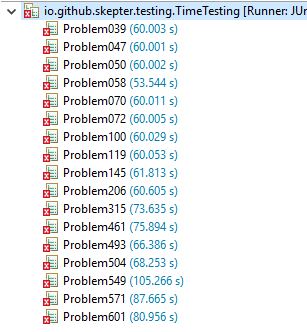 io.github.skepter.testing.TimeTesting [Runner: JUr
Problem039 (60.003 s)
Problem047 (60.001 s)
Problem050 (60.002 s)
Problem058 (53.544 s)
Problem070 (60.011 s)
Problem072 (60.005 s)
Problem100 (60.029 s)
Problem119 (60.053 s)
Problem145 (61.813 s)
Problem206 (60.605 s)
Problem315 (73.635 s)
Problem461 (75.894 s)
Problem493 (66.386 s)
Problem504 (68.253 s)
Problem549 (105.266 s)
Problem571 (87.665 s)
Problem601 (80.956 s)